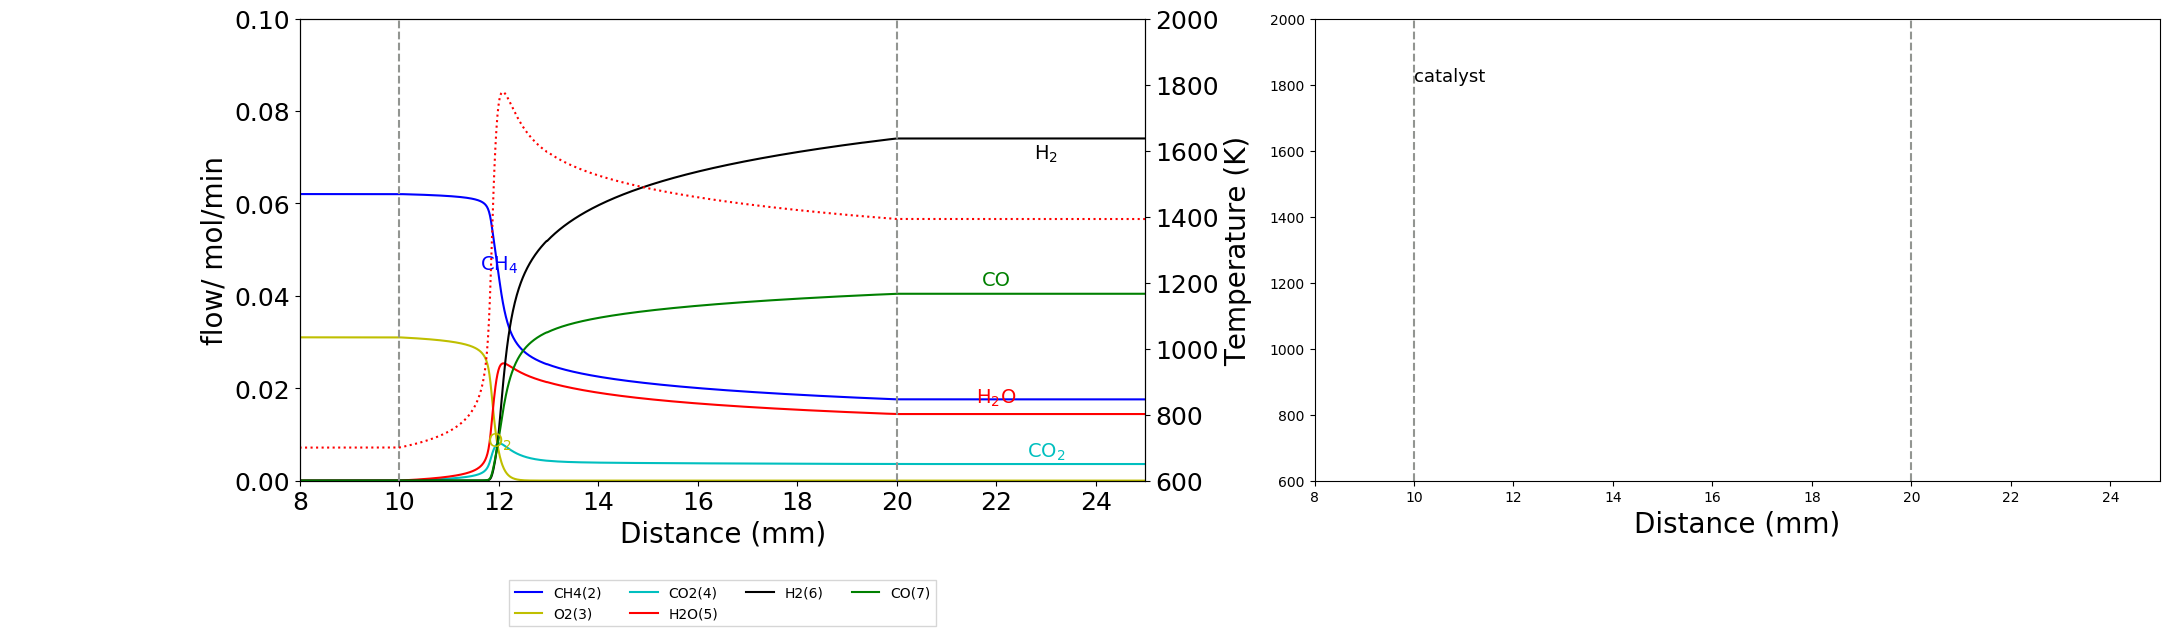 0.10
0.08
0.06
0.04
0.02
0.00
flow/ mol/min
8 10 12 14 16 18 20 22 24
Distance (mm)
2000
1800
1600
1400
1200
1000
800
600
Temperature (K)
CH₄
O₂
H₂
CO
H₂O
CO₂
CH4(2) CO2(4) H2(6) CO(7)
O2(3) H2O(5)
2000
1800
1600
1400
1200
1000
800
600
catalyst
8 10 12 14 16 18 20 22 24
Distance (mm)